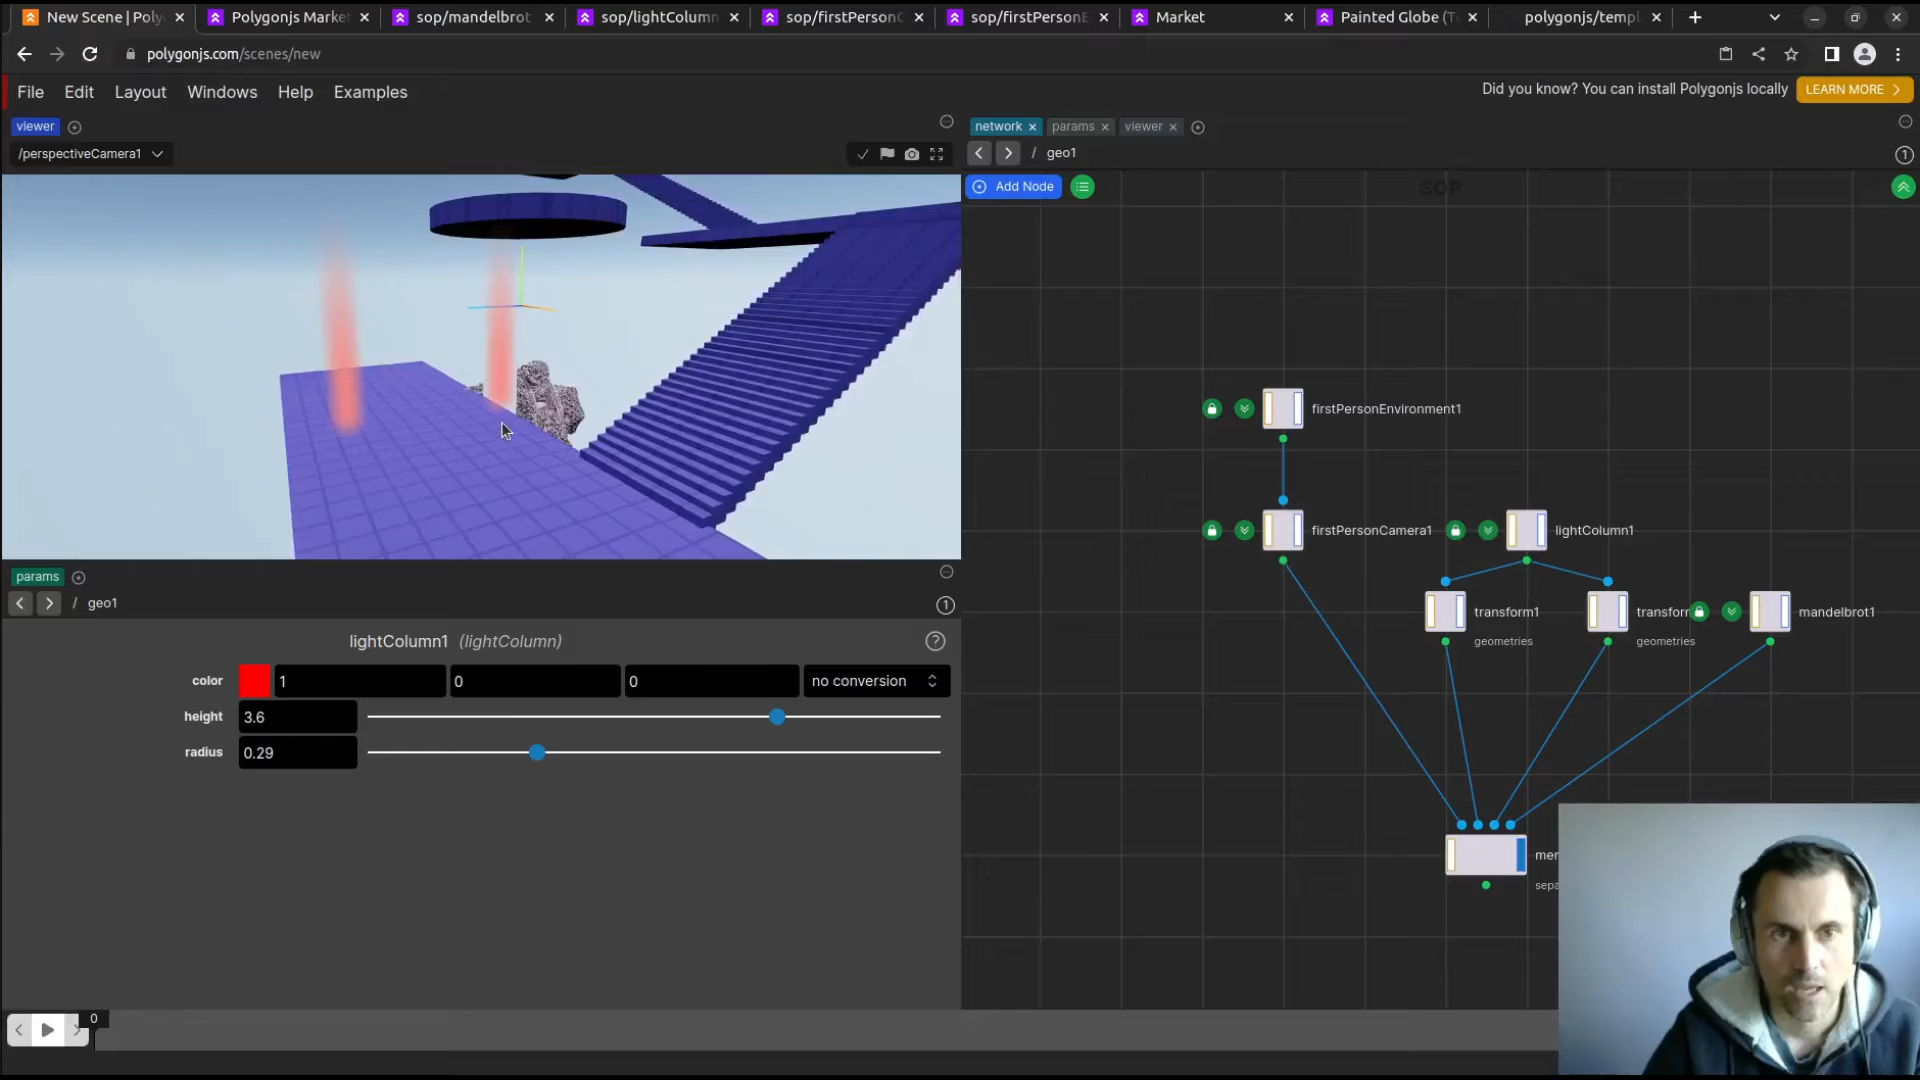 New Scene | Poly
Polygonjs Market
sop/mandelbrot
sop/lightColumn
sop/firstPersonC
sop/firstPersonE
Market
Painted Globe (T
polygonjs/templ
polygonjs.com/scenes/new
File Edit Layout Windows Help Examples
Did you know? You can install Polygonjs locally
LEARN MORE
viewer
network
params
viewer
/perspectiveCamera1
/ geo1
Add Node
SOP
firstPersonEnvironment1
firstPersonCamera1
lightColumn1
transform1
geometries
transform
geometries
mandelbrot1
mer
sepa
params
/ geo1
lightColumn1 (lightColumn)
color 1 0 0 no conversion
height 3.6
radius 0.29
0